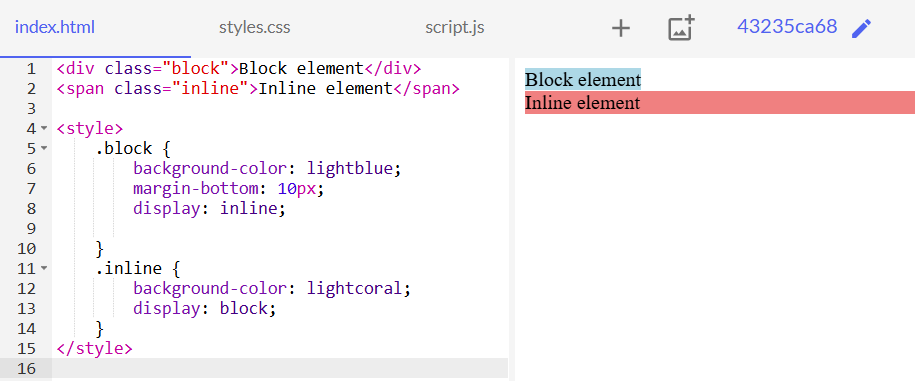 index.html styles.css script.js 43235ca68
1 <div class="block">Block element</div>
2 <span class="inline">Inline element</span>
3
4 <style>
5     .block {
6         background-color: lightblue;
7         margin-bottom: 10px;
8         display: inline;
9
10     }
11     .inline {
12         background-color: lightcoral;
13         display: block;
14     }
15 </style>
16
Block element
Inline element